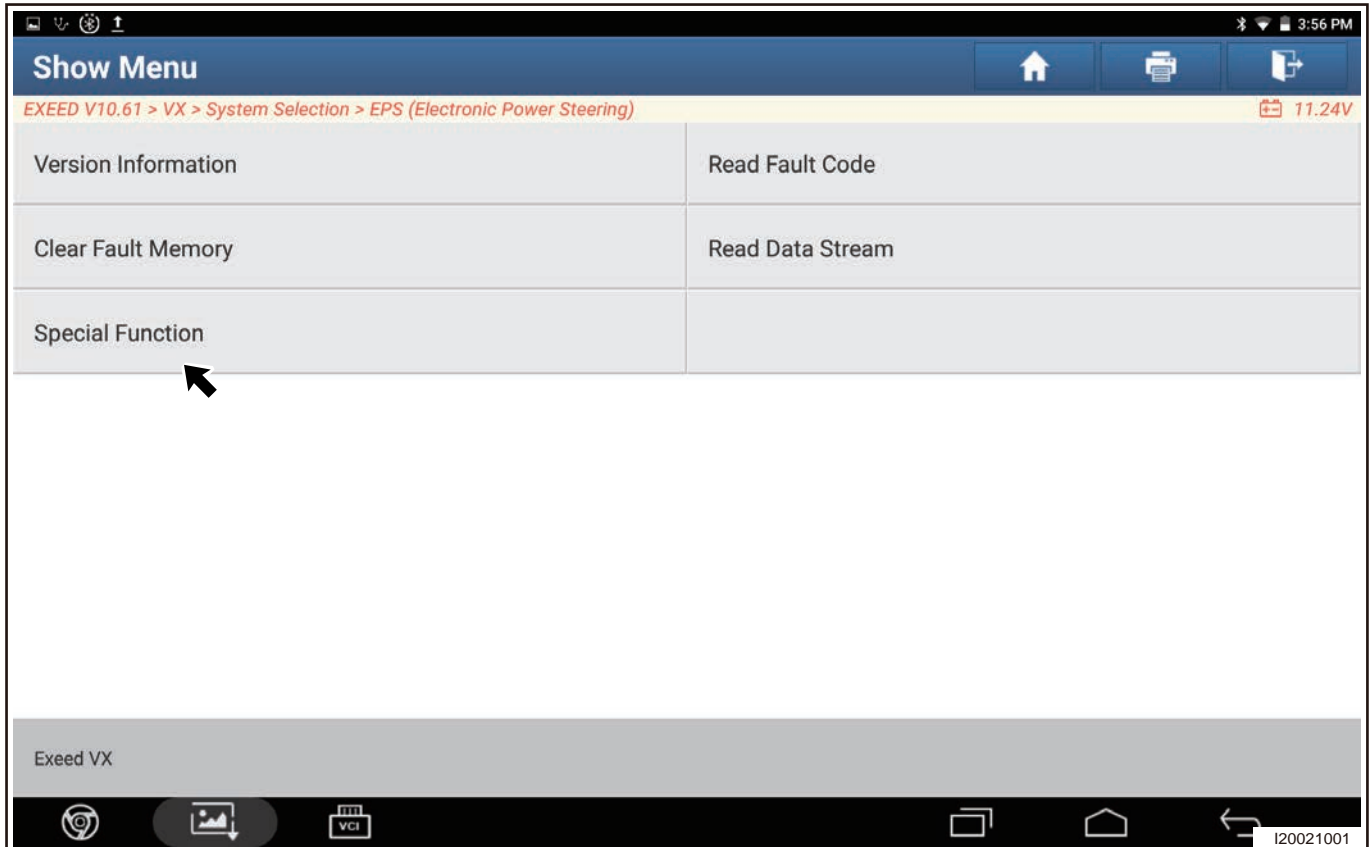 3:56 PM
Show Menu
EXEED V10.61 > VX > System Selection > EPS (Electronic Power Steering)
11.24V
Version Information
Read Fault Code
Clear Fault Memory
Read Data Stream
Special Function
Exeed VX
VCI
I20021001